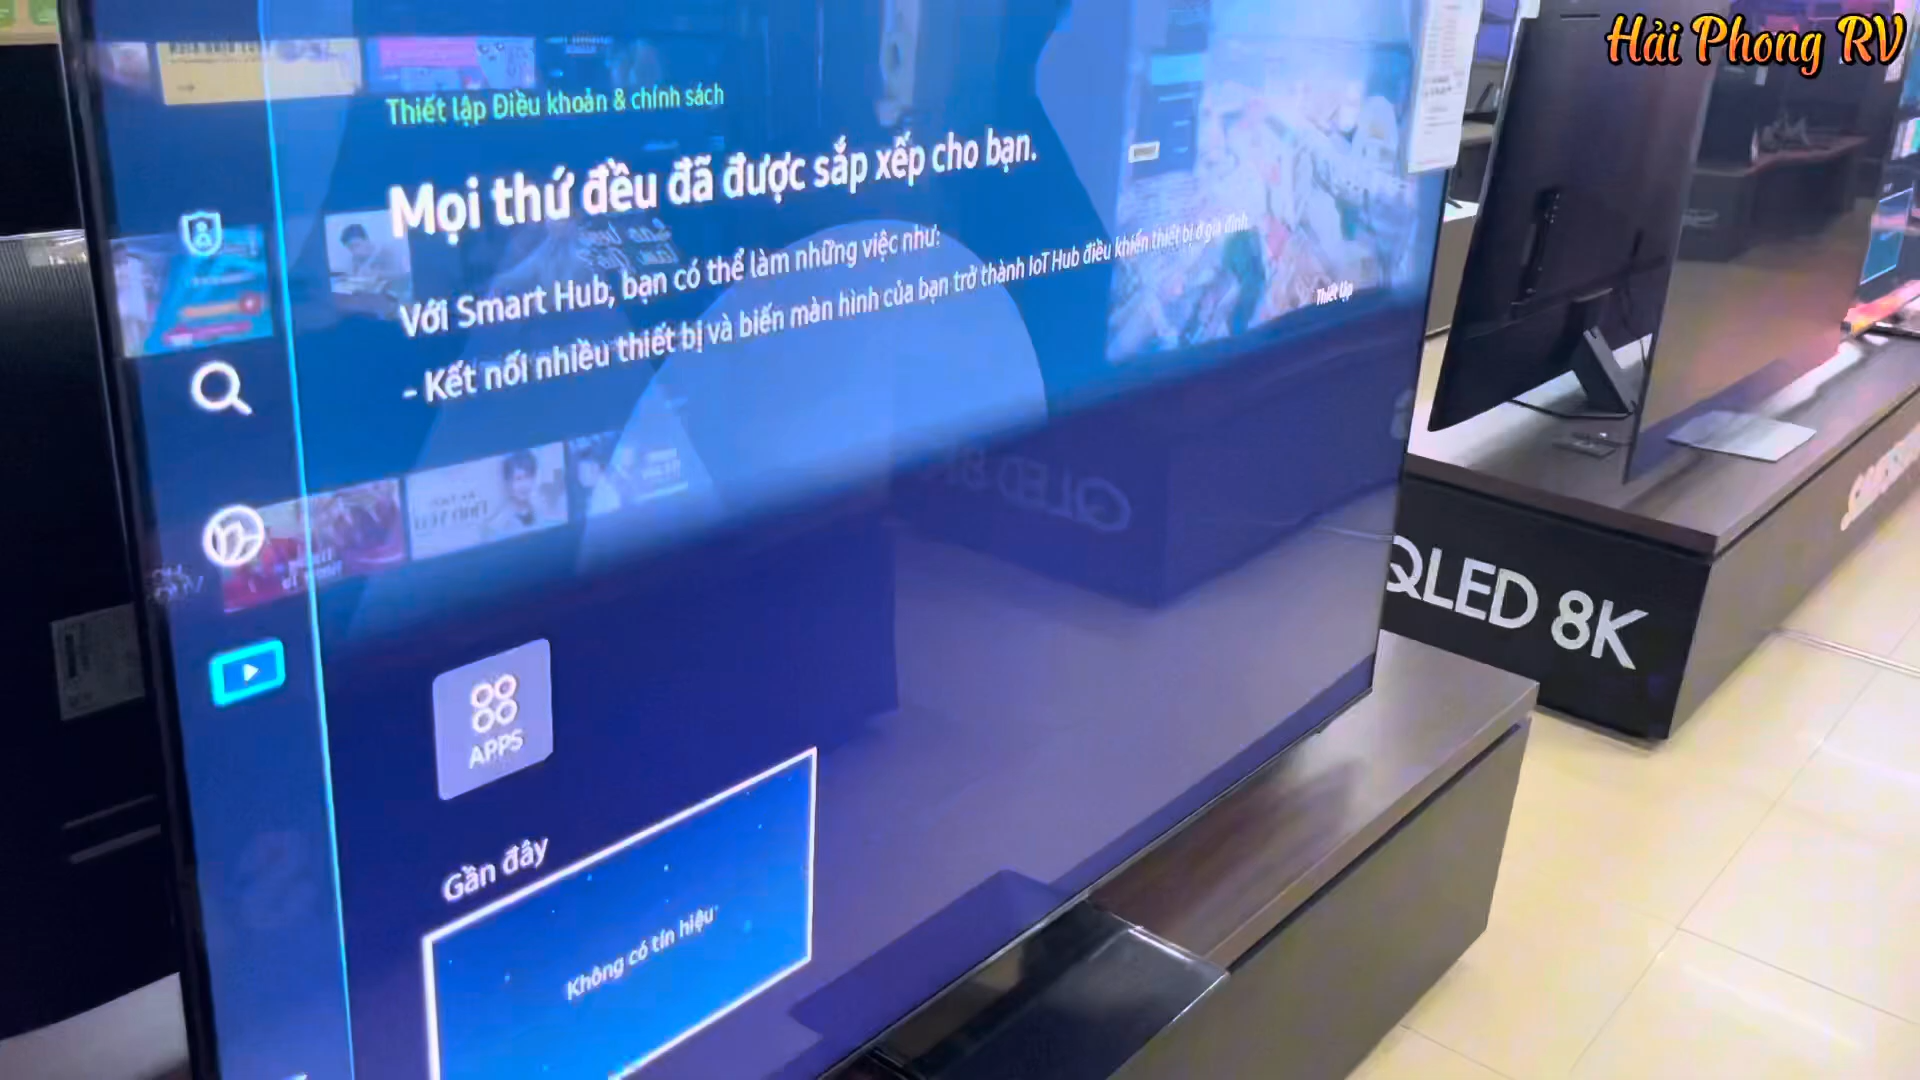 Hải Phong RV
Thiết lập Điều khoản & chính sách
Mọi thứ đều đã được sắp xếp cho bạn.
Với Smart Hub, bạn có thể làm những việc như:
- Kết nối nhiều thiết bị và biến màn hình của bạn trở thành IoT Hub điều khiển thiết bị ở gia đình.
Thiết lập
QLED 8K
QLED 8K
APPS
Gần đây
Không có tín hiệu